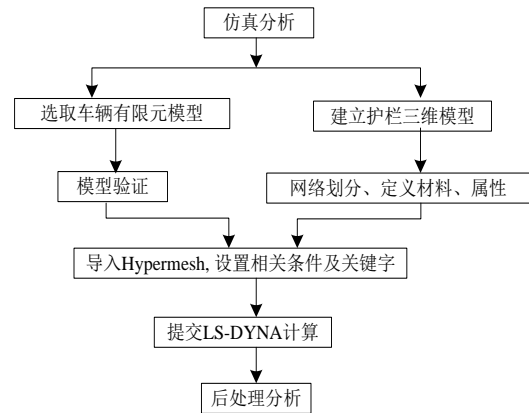 仿真分析
选取车辆有限元模型
建立护栏三维模型
模型验证
网络划分、定义材料、属性
导入Hypermesh, 设置相关条件及关键字
提交LS-DYNA计算
后处理分析